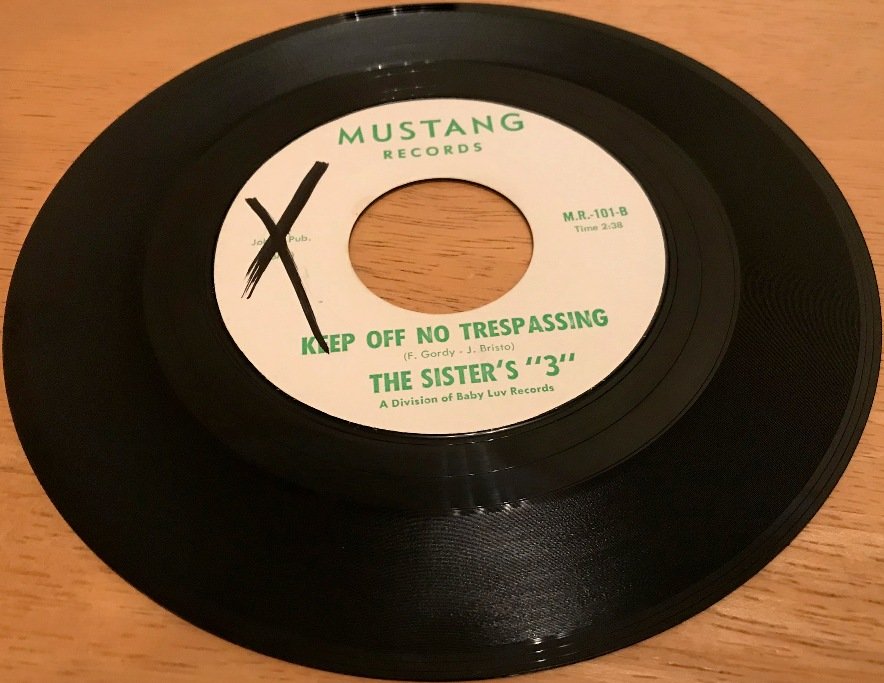 MUSTANG
RECORDS
Pub.
M.R.-101-B
Time 2:38
KEEP OFF NO TRESPASSING
(F. Gordy - J. Bristo)
THE SISTER'S "3"
A Division of Baby Luv Records